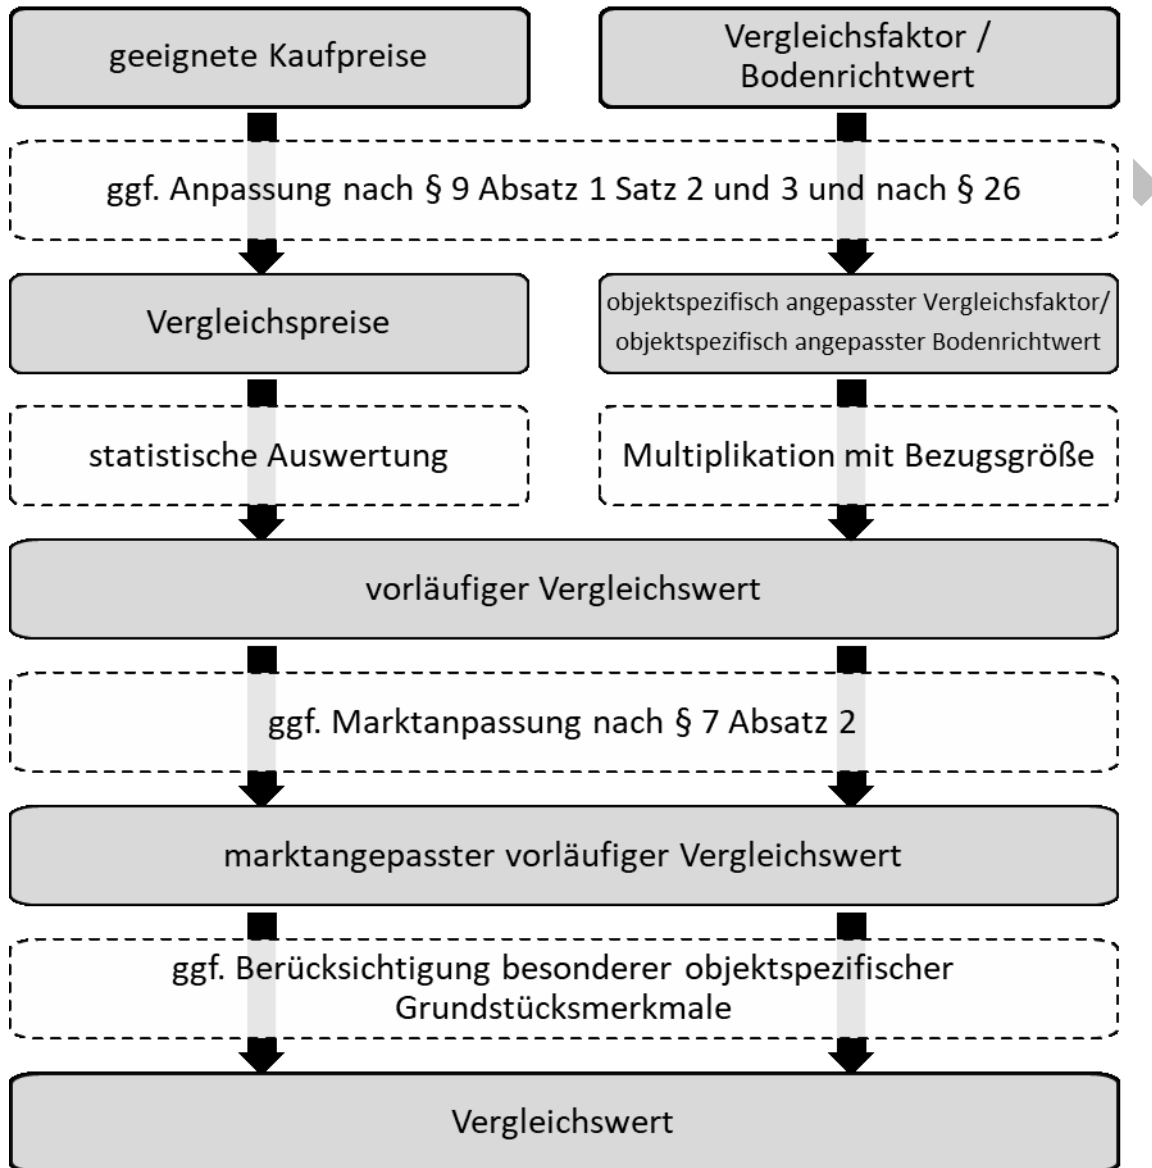 geeignete Kaufpreise
Vergleichsfaktor /
Bodenrichtwert
ggf. Anpassung nach § 9 Absatz 1 Satz 2 und 3 und nach § 26
Vergleichspreise
objektspezifisch angepasster Vergleichsfaktor/
objektspezifisch angepasster Bodenrichtwert
statistische Auswertung
Multiplikation mit Bezugsgröße
vorläufiger Vergleichswert
ggf. Marktanpassung nach § 7 Absatz 2
marktangepasster vorläufiger Vergleichswert
ggf. Berücksichtigung besonderer objektspezifischer
Grundstücksmerkmale
Vergleichswert